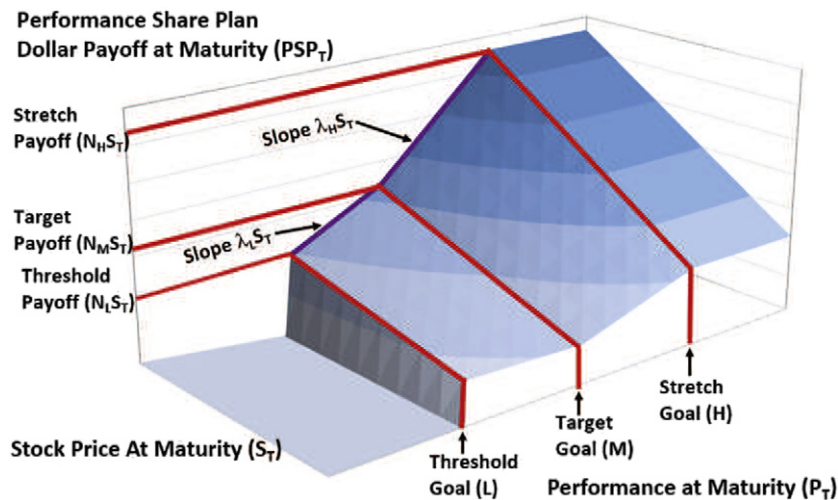 Performance Share Plan
Dollar Payoff at Maturity (PSP_T)
Stretch
Payoff (N_HS_T)
Slope λ_HS_T
Target
Payoff (N_MS_T)
Slope λ_LS_T
Threshold
Payoff (N_LS_T)
Stretch
Goal (H)
Target
Goal (M)
Stock Price At Maturity (S_T)
Threshold
Goal (L)
Performance at Maturity (P_T)